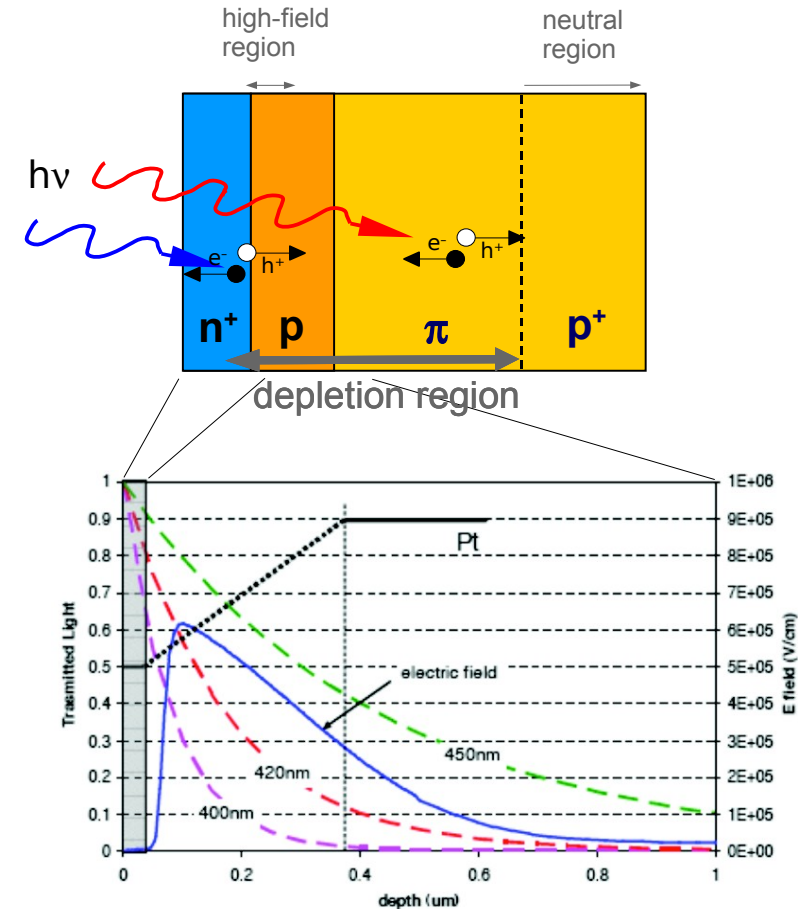 high-field
region
neutral
region
hν
e-
h+
e-
h+
n+
p
π
p+
depletion region
1
0.9
0.8
0.7
0.6
0.5
0.4
0.3
0.2
0.1
0
Trasmitted Light
1E+06
9E+05
8E+05
7E+05
6E+05
5E+05
4E+05
3E+05
2E+05
1E+05
0E+00
E field (V/cm)
Pt
electric field
450nm
420nm
400nm
0
0.2
0.4
0.6
0.8
1
depth (um)